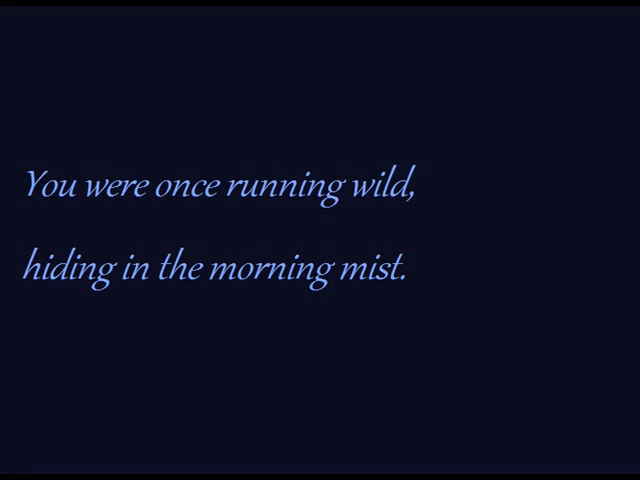 You were once running wild,
hiding in the morning mist.